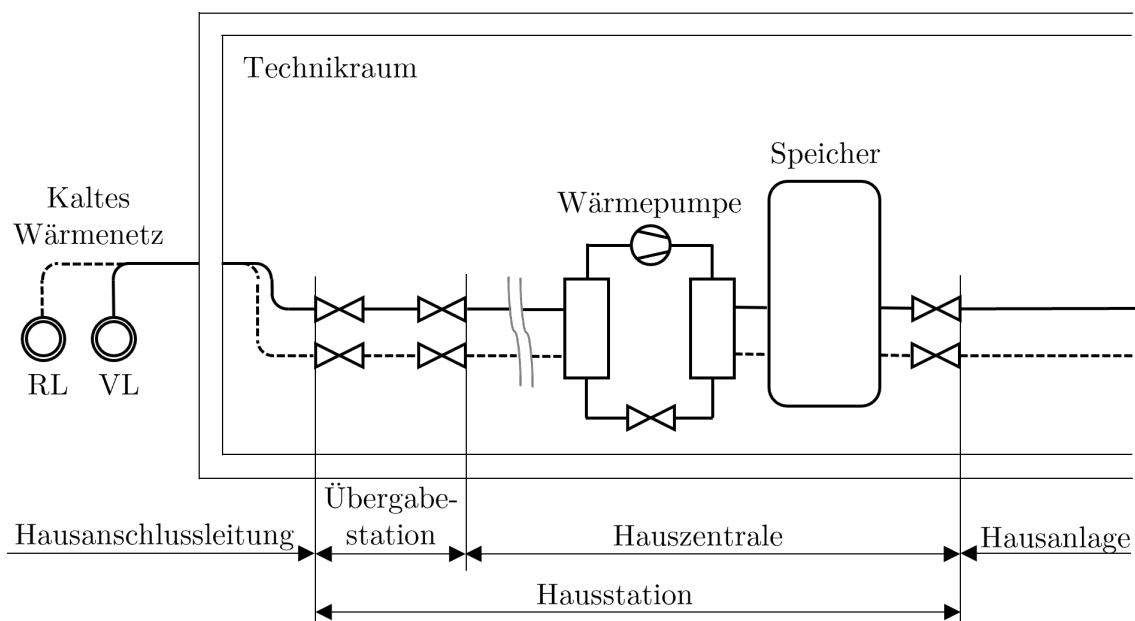 Technikraum
Speicher
Wärmepumpe
Kaltes
Wärmenetz
RL
VL
Übergabe-
station
Hausanschlussleitung
Hauszentrale
Hausanlage
Hausstation